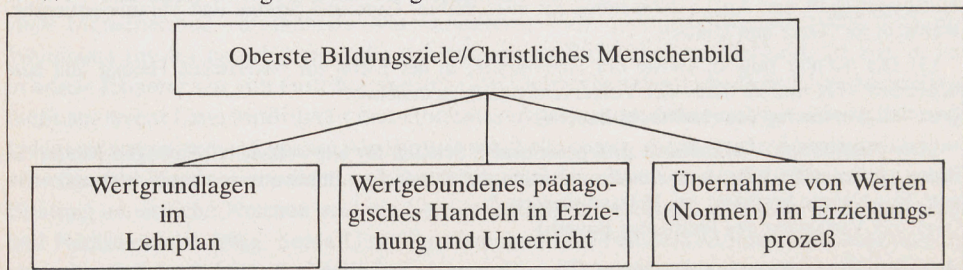 Oberste Bildungsziele/Christliches Menschenbild
Wertgrundlagen
im
Lehrplan
Wertgebundenes pädago-
gisches Handeln in Erzie-
hung und Unterricht
Übernahme von Werten
(Normen) im Erziehungs-
prozeß